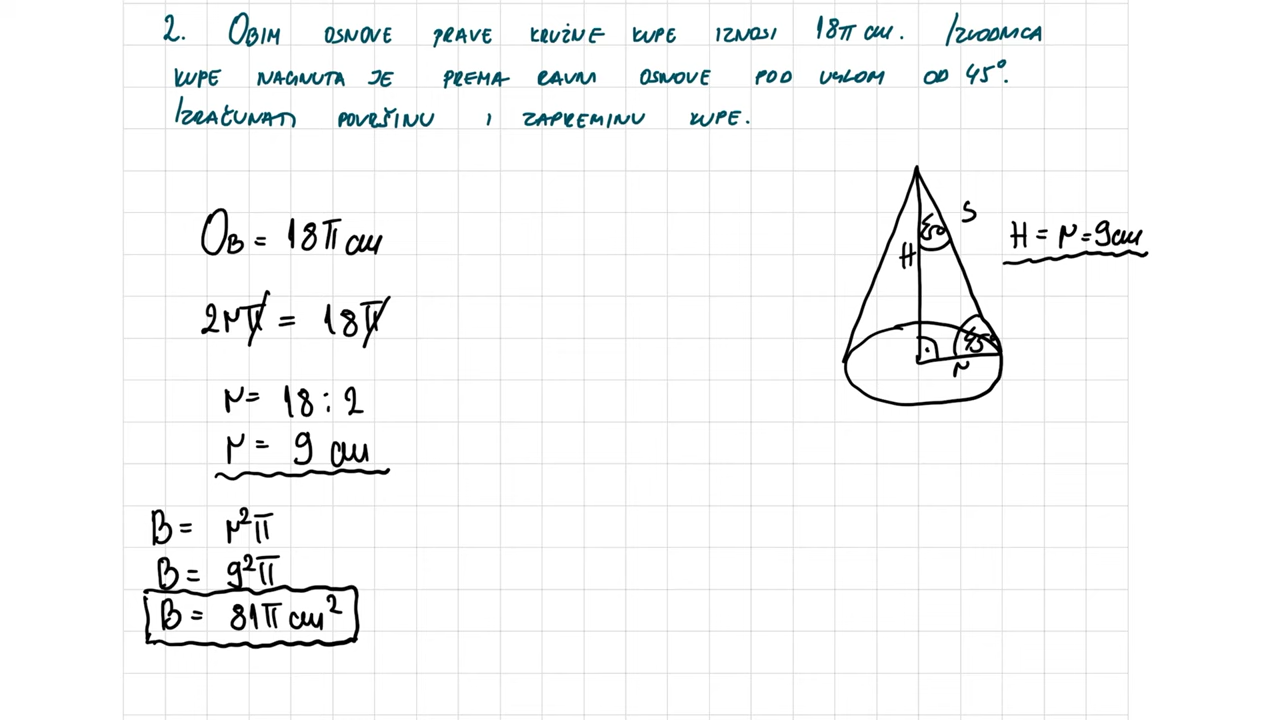 2. OBIM OSNOVE PRAVE KRUŽNE KUPE IZNOSI 18π cm. IZVODNICA
KUPE NAGNUTA JE PREMA RAVNI OSNOVE POD UGLOM OD 45°.
IZRAČUNATI POVRŠINU I ZAPREMINU KUPE.
O_B = 18π cm
2rπ = 18π
r = 18 : 2
r = 9 cm
B = r²π
B = 9²π
B = 81π cm²
S
H
45°
r
H = r = 9cm